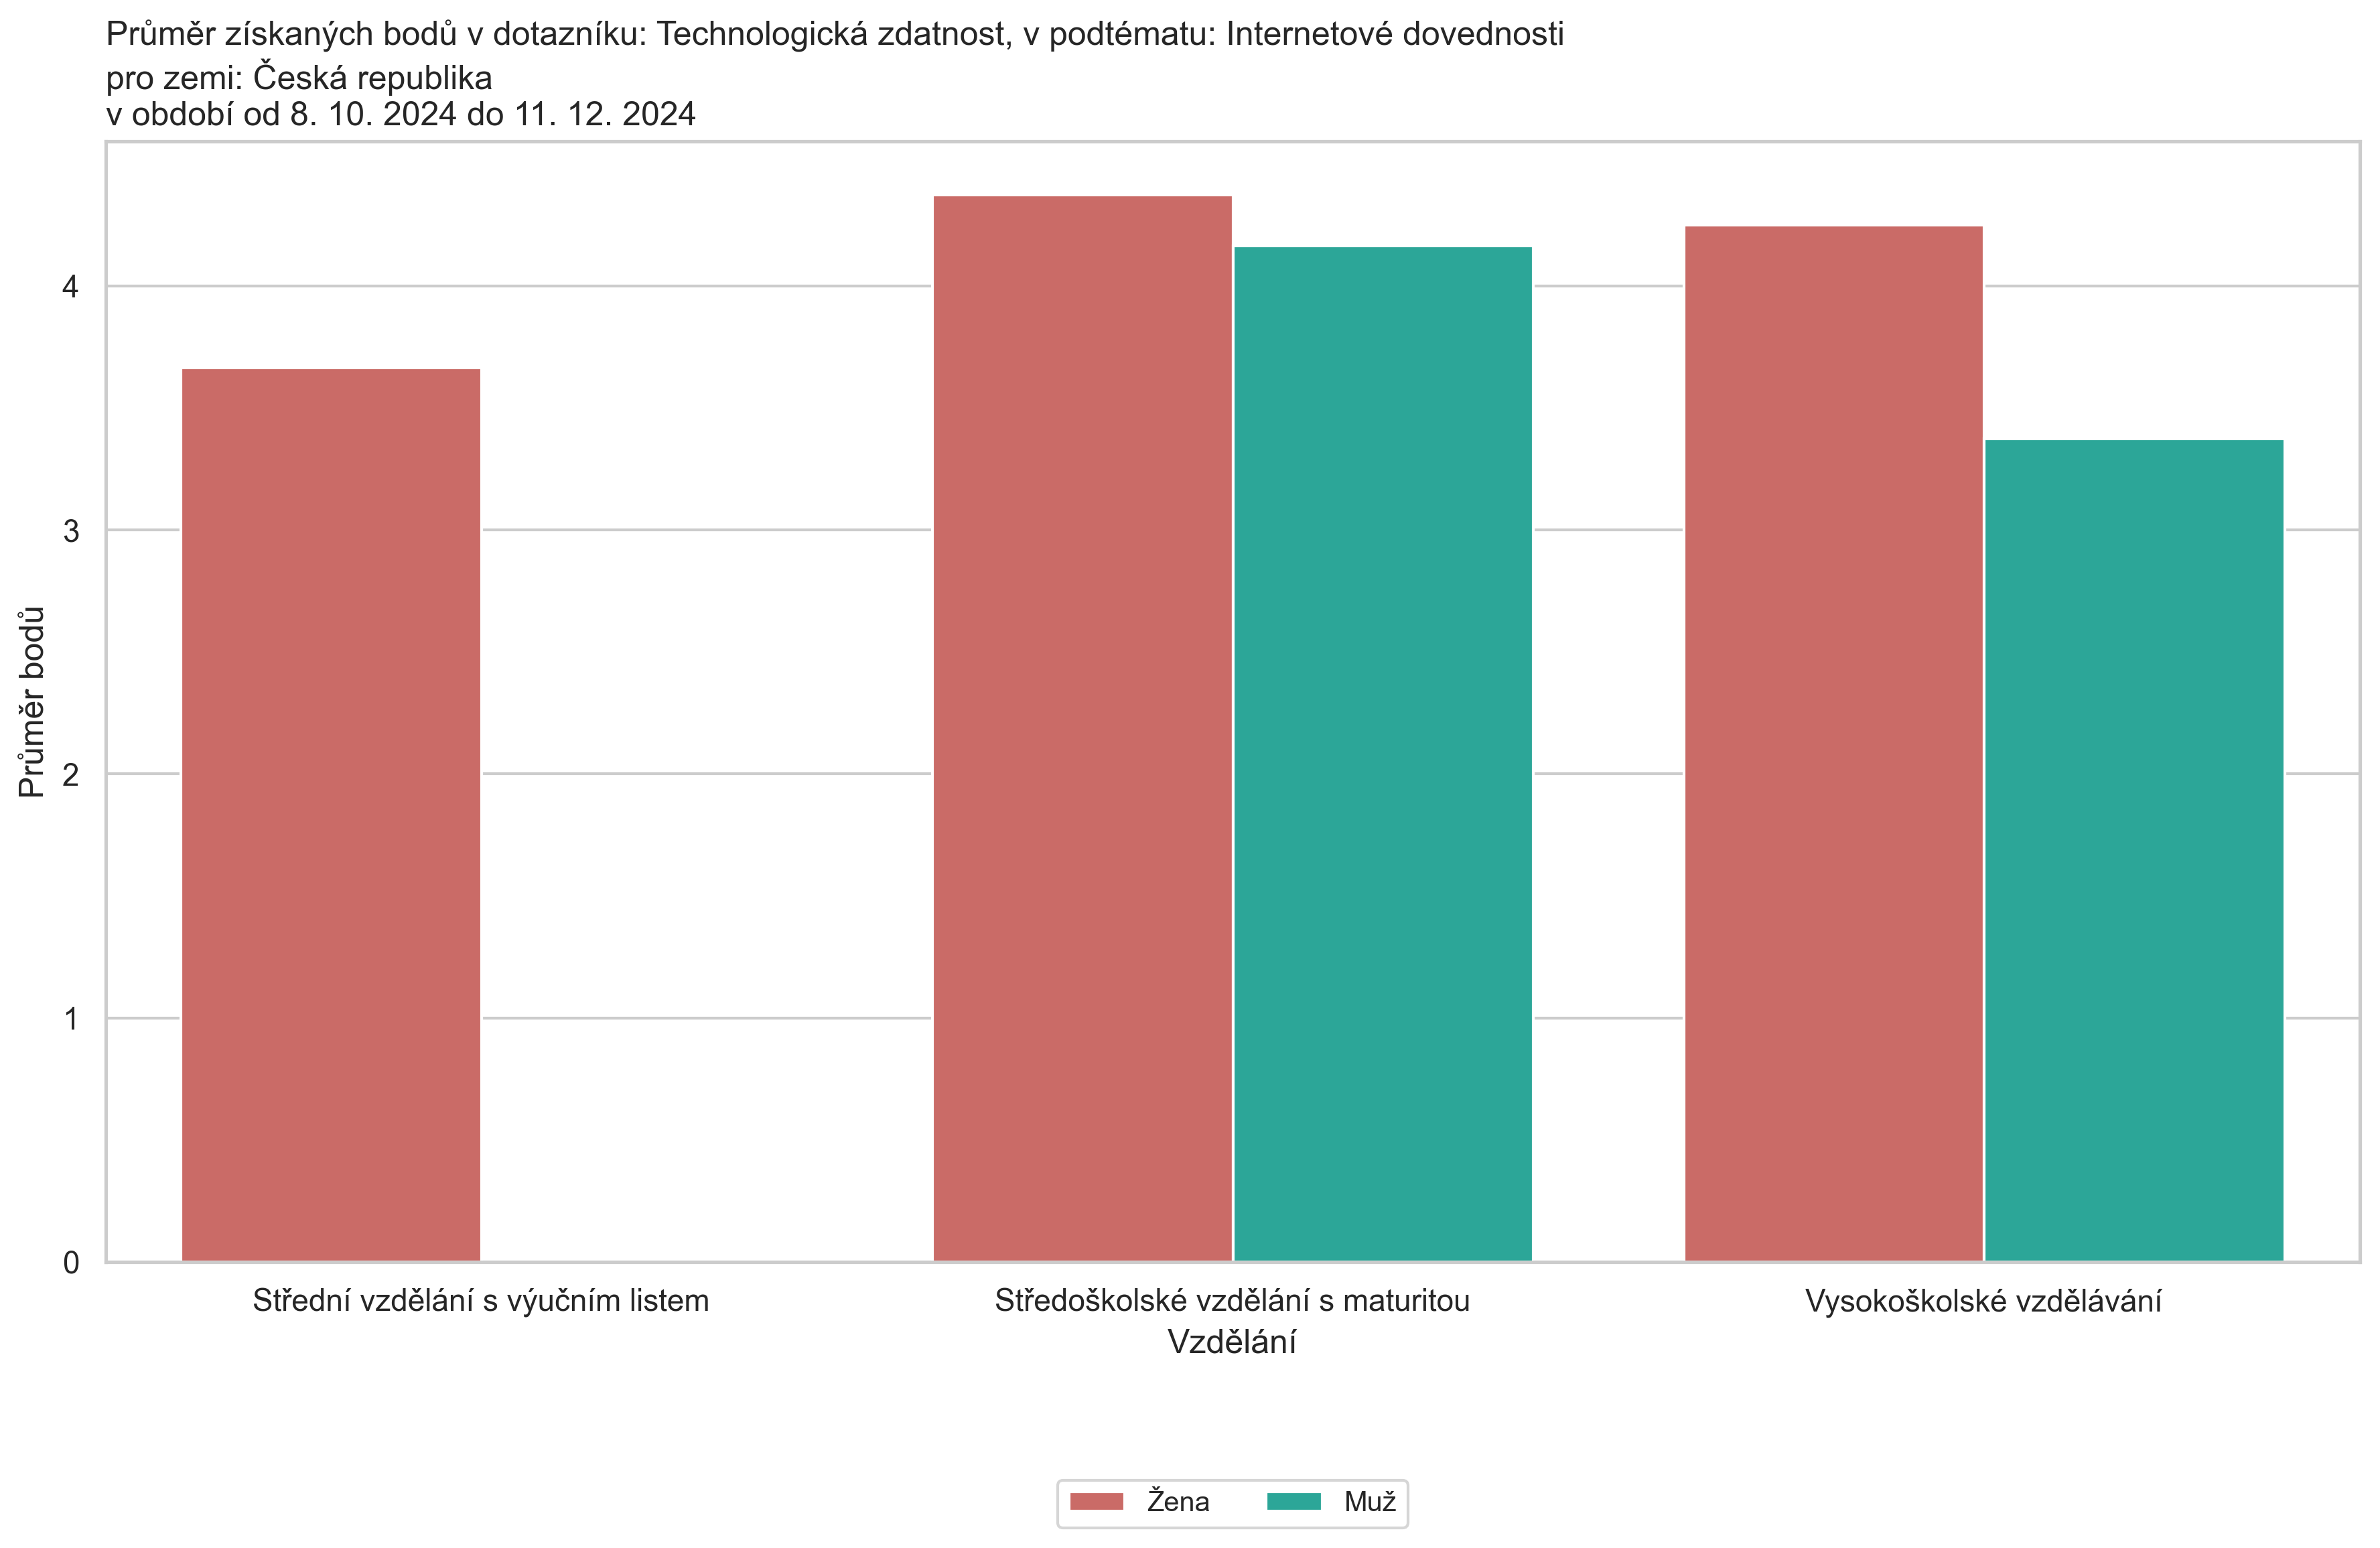 Průměr získaných bodů v dotazníku: Technologická zdatnost, v podtématu: Internetové dovednosti
pro zemi: Česká republika
v období od 8. 10. 2024 do 11. 12. 2024
Průměr bodů
4
3
2
1
0
Střední vzdělání s výučním listem
Středoškolské vzdělání s maturitou
Vysokoškolské vzdělávání
Vzdělání
Žena
Muž